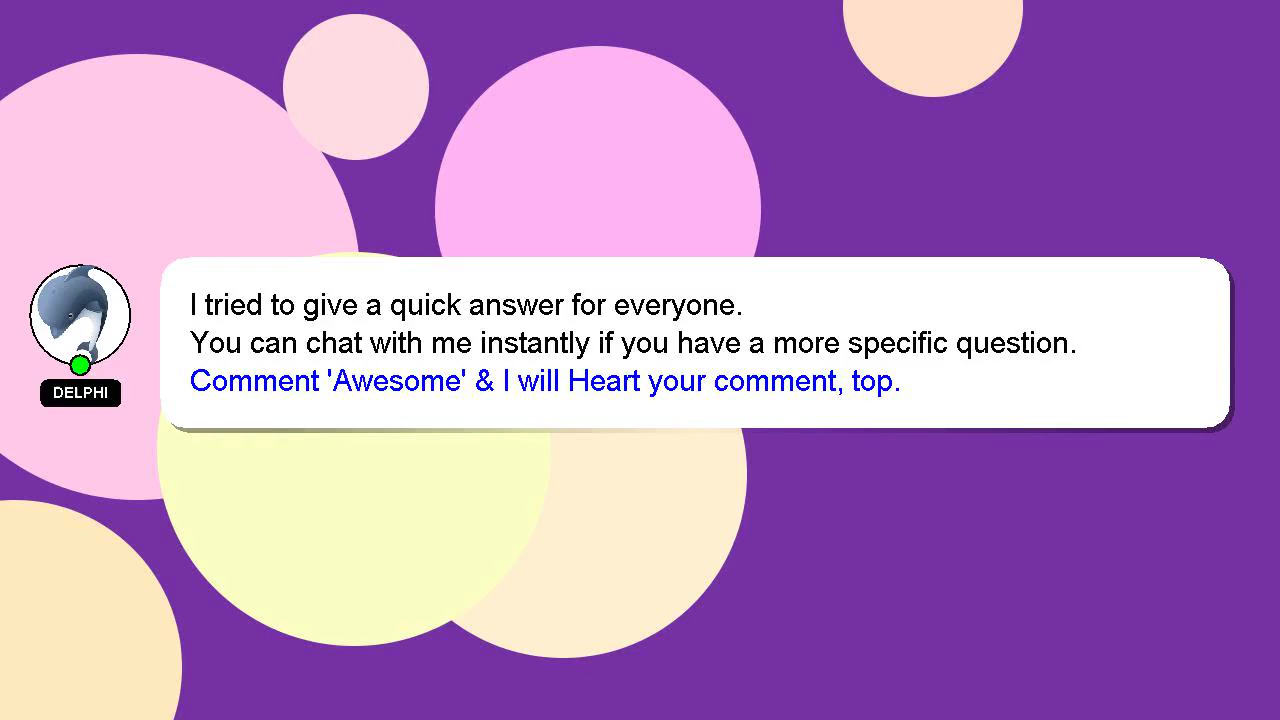 I tried to give a quick answer for everyone.
You can chat with me instantly if you have a more specific question.
Comment 'Awesome' & I will Heart your comment, top.
DELPHI